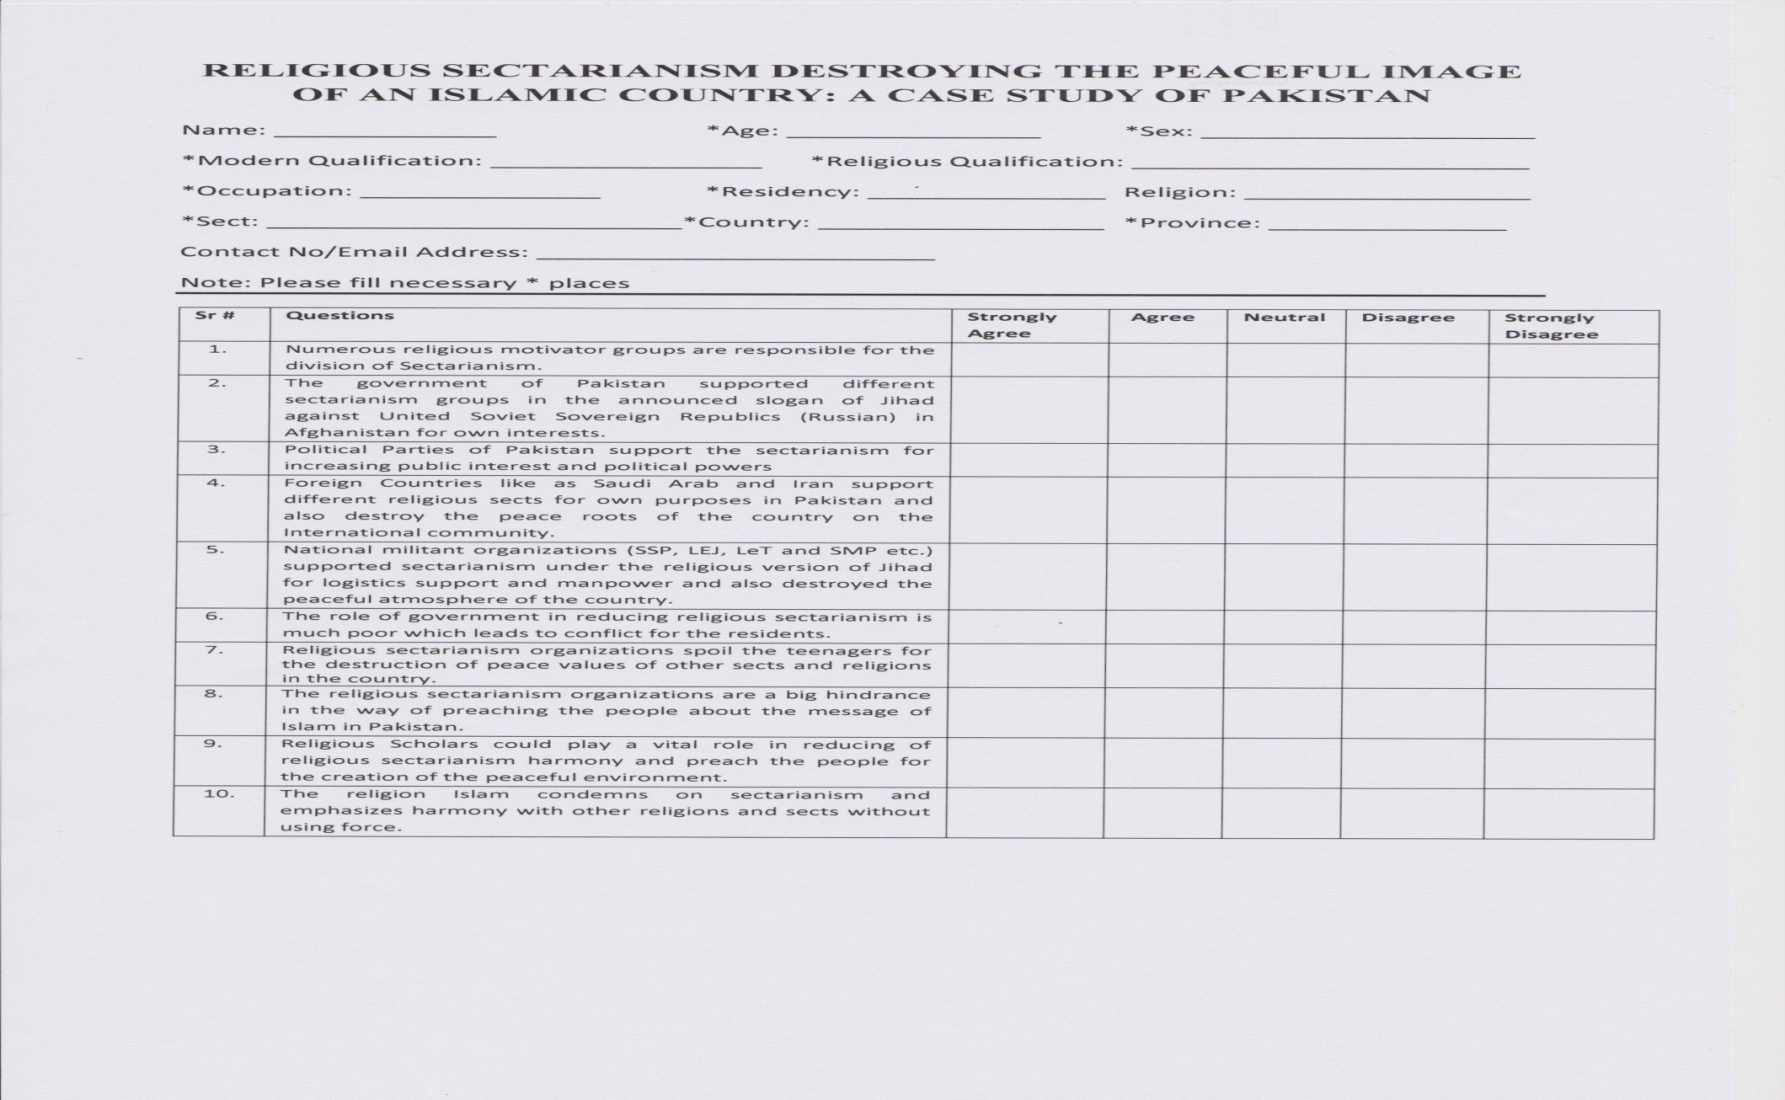 RELIGIOUS SECTARIANISM DESTROYING THE PEACEFUL IMAGE
OF AN ISLAMIC COUNTRY: A CASE STUDY OF PAKISTAN
Name: ____________ *Age: ____________ *Sex: ____________
*Modern Qualification: ____________ *Religious Qualification: ____________
*Occupation: ____________ *Residency: ____________ Religion: ____________
*Sect: ____________ *Country: ____________ *Province: ____________
Contact No/Email Address: ____________
Note: Please fill necessary * places
Sr # Questions Strongly Agree Agree Neutral Disagree Strongly Disagree
1. Numerous religious motivator groups are responsible for the
division of Sectarianism.
2. The government of Pakistan supported different
sectarianism groups in the announced slogan of Jihad
against United Soviet Sovereign Republics (Russian) in
Afghanistan for own interests.
3. Political Parties of Pakistan support the sectarianism for
increasing public interest and political powers
4. Foreign Countries like as Saudi Arab and Iran support
different religious sects for own purposes in Pakistan and
also destroy the peace roots of the country on the
International community.
5. National militant organizations (SSP, LEJ, LeT and SMP etc.)
supported sectarianism under the religious version of Jihad
for logistics support and manpower and also destroyed the
peaceful atmosphere of the country.
6. The role of government in reducing religious sectarianism is
much poor which leads to conflict for the residents.
7. Religious sectarianism organizations spoil the teenagers for
the destruction of peace values of other sects and religions
in the country.
8. The religious sectarianism organizations are a big hindrance
in the way of preaching the people about the message of
Islam in Pakistan.
9. Religious Scholars could play a vital role in reducing of
religious sectarianism harmony and preach the people for
the creation of the peaceful environment.
10. The religion Islam condemns on sectarianism and
emphasizes harmony with other religions and sects without
using force.